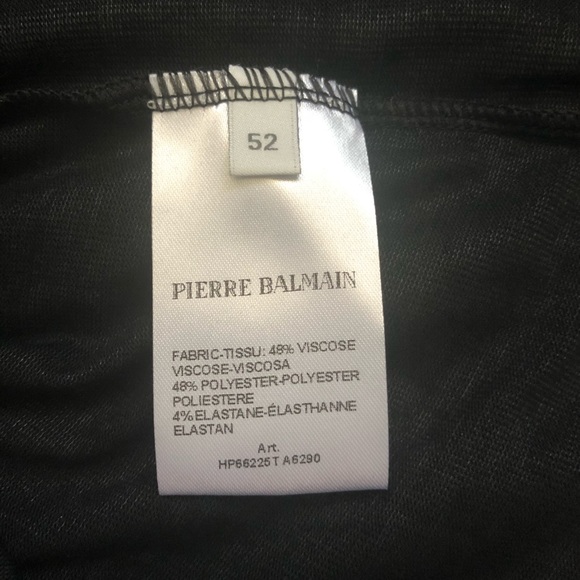 52
PIERRE BALMAIN
FABRIC-TISSU: 48% VISCOSE
VISCOSE-VISCOSA
48% POLYESTER-POLYESTER
POLIESTERE
4% ELASTANE-ÉLASTHANNE
ELASTAN
Art.
HP66225T A6290